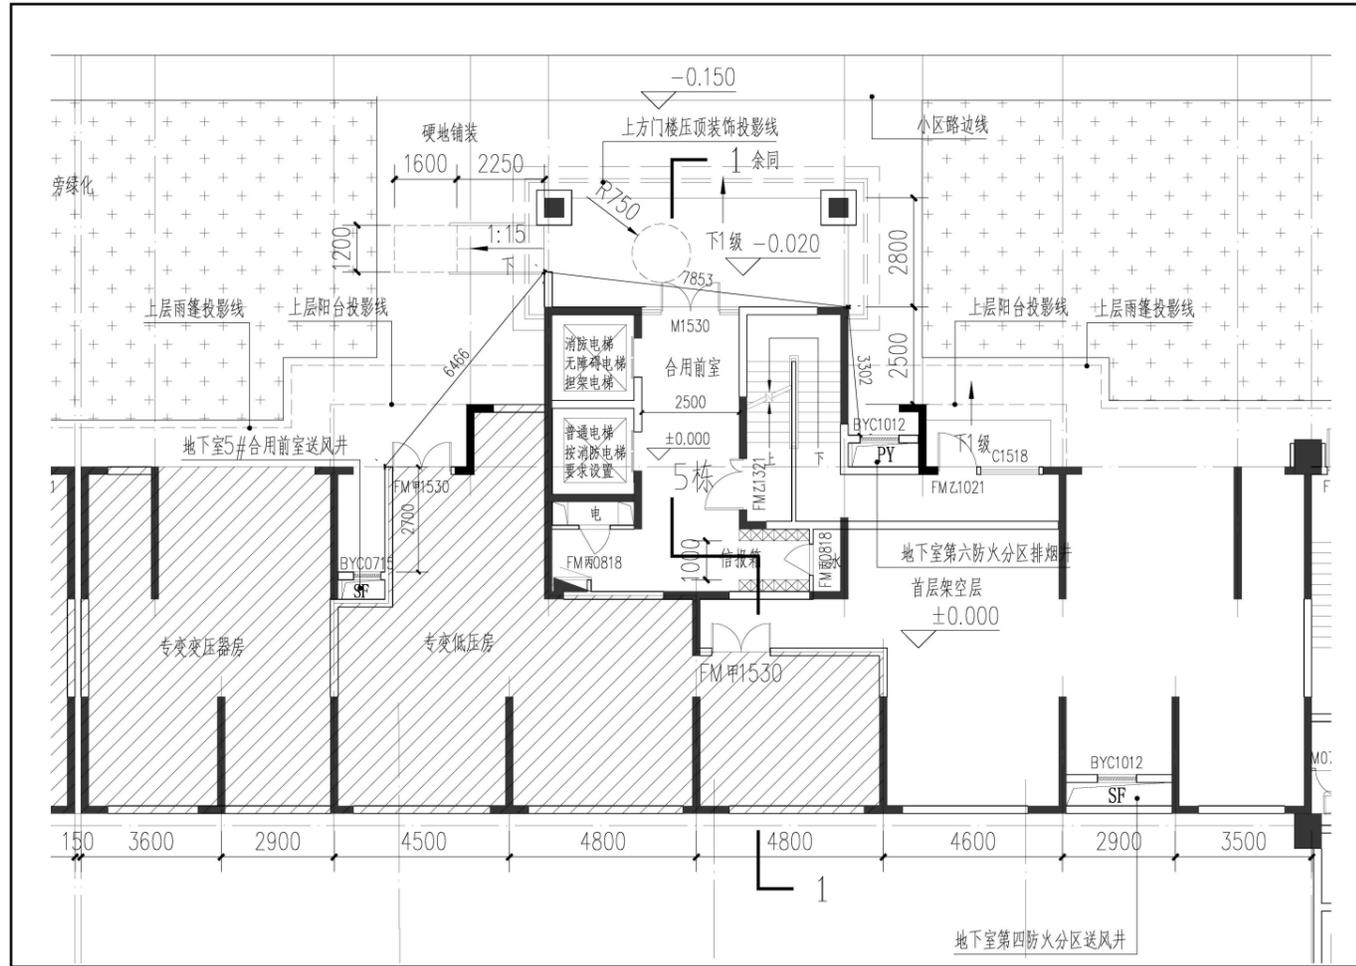 -0.150
小区路边线
硬地铺装
上方门楼压顶装饰投影线
1600
2250
1
余同
旁绿化
R750
1200
1:15
下
下1级
-0.020
2800
7853
上层雨篷投影线
上层阳台投影线
上层阳台投影线
上层雨篷投影线
M1530
消防电梯
无障碍电梯
担架电梯
合用前室
6466
3302
2500
2500
BYC1012
普通电梯
按消防电梯
要求设置
±0.000
地下室5#合用前室送风井
上
下
PY
下1级
C1518
5栋
FM甲1530
FM乙1321
FM乙1021
2700
电
FM丙0818
BYC0715
SF
1000
信报箱
FM丙0818
水
地下室第六防火分区排烟井
首层架空层
±0.000
专变变压器房
专变低压房
FM甲1530
BYC1012
SF
150
3600
2900
4500
4800
4800
4600
2900
3500
1
地下室第四防火分区送风井